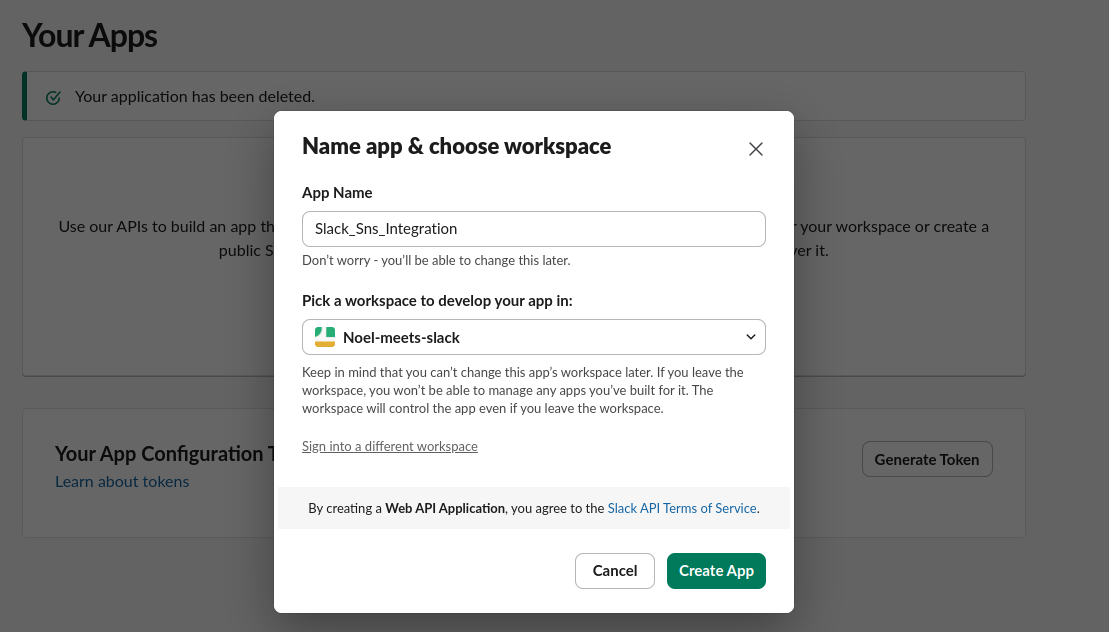 Your Apps
Your application has been deleted.
Name app & choose workspace
App Name
Slack_Sns_Integration
Don't worry - you'll be able to change this later.
Pick a workspace to develop your app in:
Noel-meets-slack
Keep in mind that you can't change this app's workspace later. If you leave the
workspace, you won't be able to manage any apps you've built for it. The
workspace will control the app even if you leave the workspace.
Sign into a different workspace
By creating a Web API Application, you agree to the Slack API Terms of Service.
Cancel
Create App
Use our APIs to build an app
your workspace or create a
public
it.
Your App Configuration
Learn about tokens
Generate Token